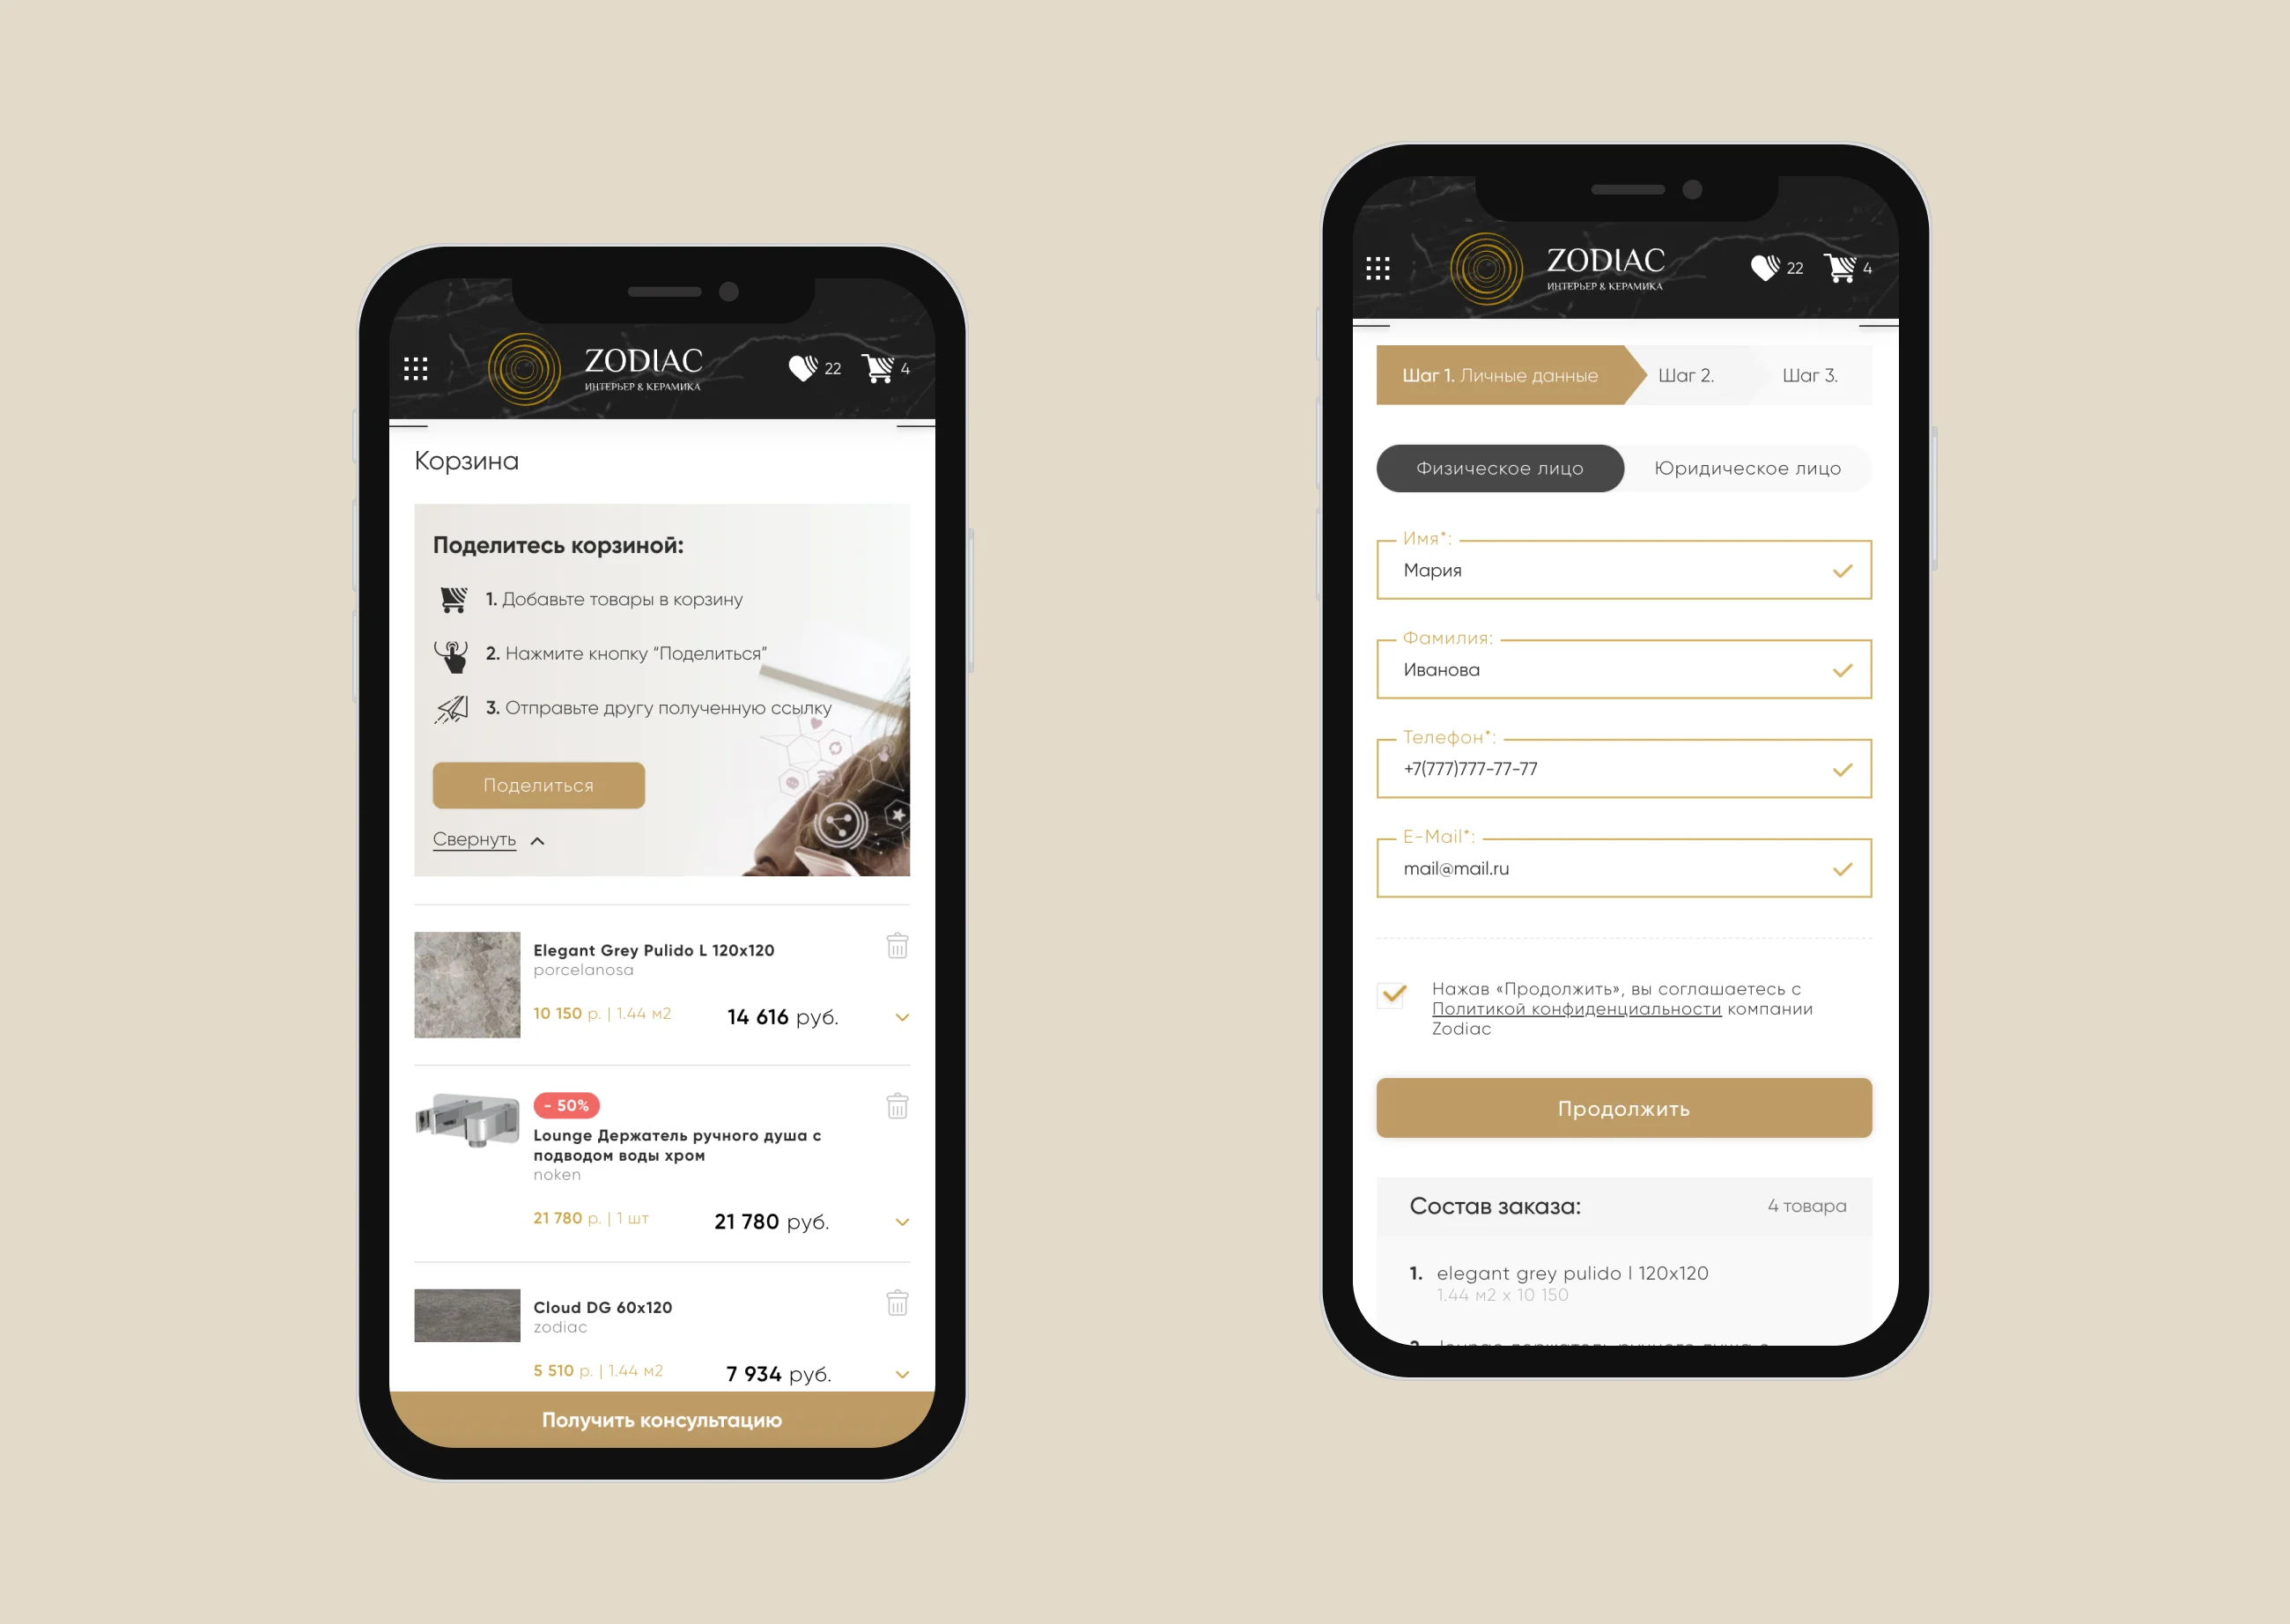 ZODIAC
ИНТЕРЬЕР & КЕРАМИКА
22
4
Корзина
Поделитесь корзиной:
1. Добавьте товары в корзину
2. Нажмите кнопку “Поделиться”
3. Отправьте другу полученную ссылку
Поделиться
Свернуть
Elegant Grey Pulido L 120x120
porcelanosa
10 150 р. | 1.44 м2
14 616 руб.
- 50%
Lounge Держатель ручного душа с
подводом воды хром
noken
21 780 р. | 1 шт
21 780 руб.
Cloud DG 60x120
zodiac
5 510 р. | 1.44 м2
7 934 руб.
Получить консультацию
ZODIAC
ИНТЕРЬЕР & КЕРАМИКА
22
4
Шаг 1. Личные данные
Шаг 2.
Шаг 3.
Физическое лицо
Юридическое лицо
Имя*:
Мария
Фамилия:
Иванова
Телефон*:
+7(777)777-77-77
E-Mail*:
mail@mail.ru
Нажав «Продолжить», вы соглашаетесь с
Политикой конфиденциальности компании
Zodiac
Продолжить
Состав заказа:
4 товара
1. elegant grey pulido l 120x120
1.44 м2 x 10 150